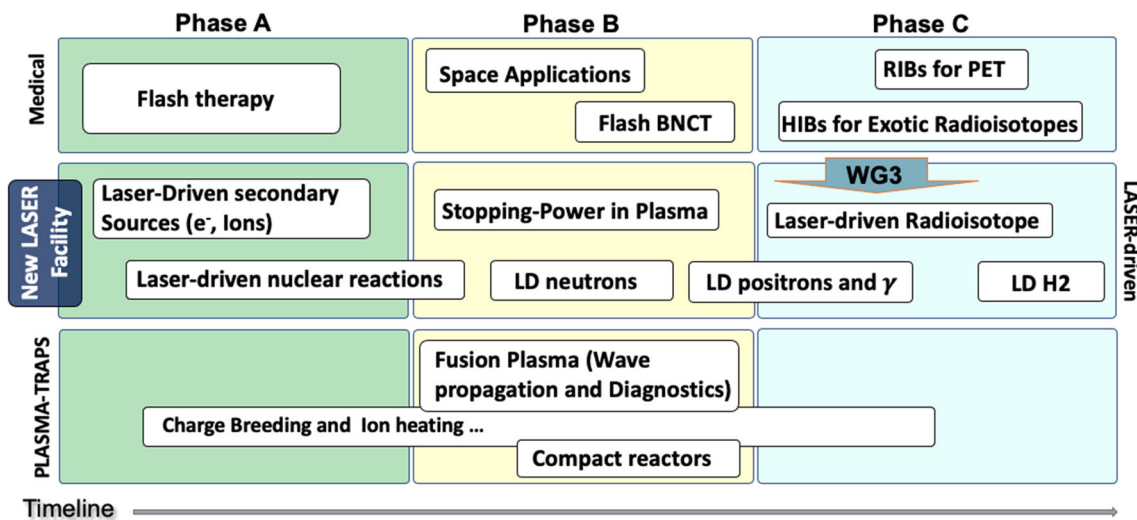 Phase A
Phase B
Phase C
Medical
Flash therapy
Space Applications
Flash BNCT
RIBs for PET
HIBs for Exotic Radioisotopes
New LASER
Facility
Laser-Driven secondary
Sources (e⁻, Ions)
Laser-driven nuclear reactions
Stopping-Power in Plasma
LD neutrons
WG3
Laser-driven Radioisotope
LD positrons and γ
LD H2
LASER-driven
PLASMA-TRAPS
Fusion Plasma (Wave
propagation and Diagnostics)
Charge Breeding and Ion heating ...
Compact reactors
Timeline